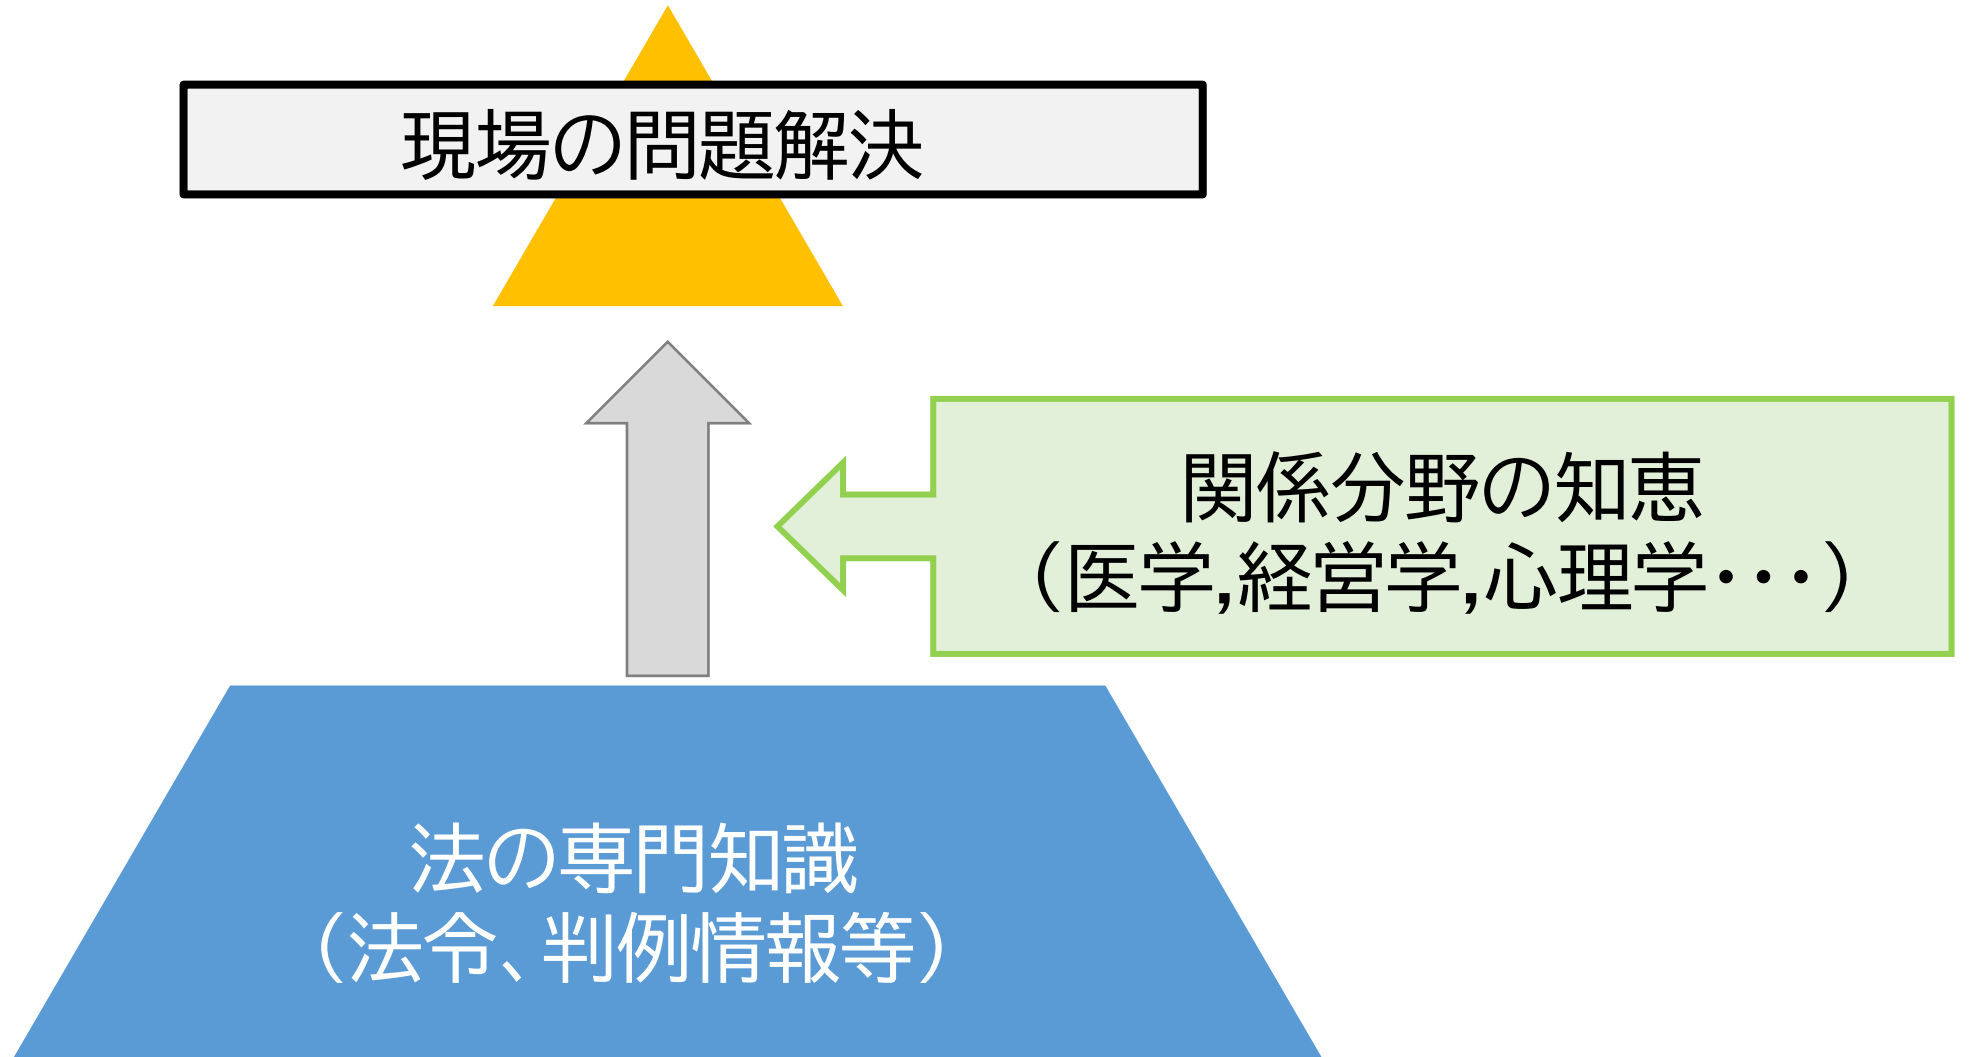 現場の問題解決
関係分野の知恵
（医学,経営学,心理学･･･）
法の専門知識
（法令、判例情報等）